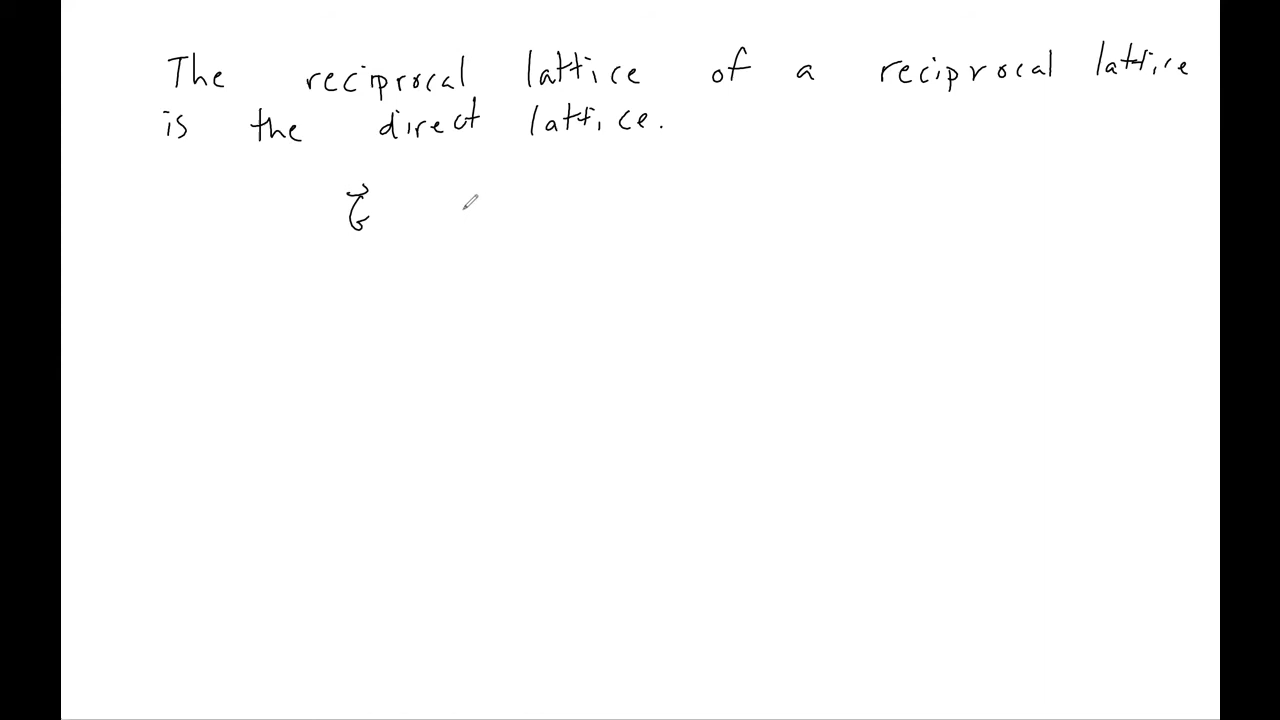 The reciprocal lattice of a reciprocal lattice
is the direct lattice.